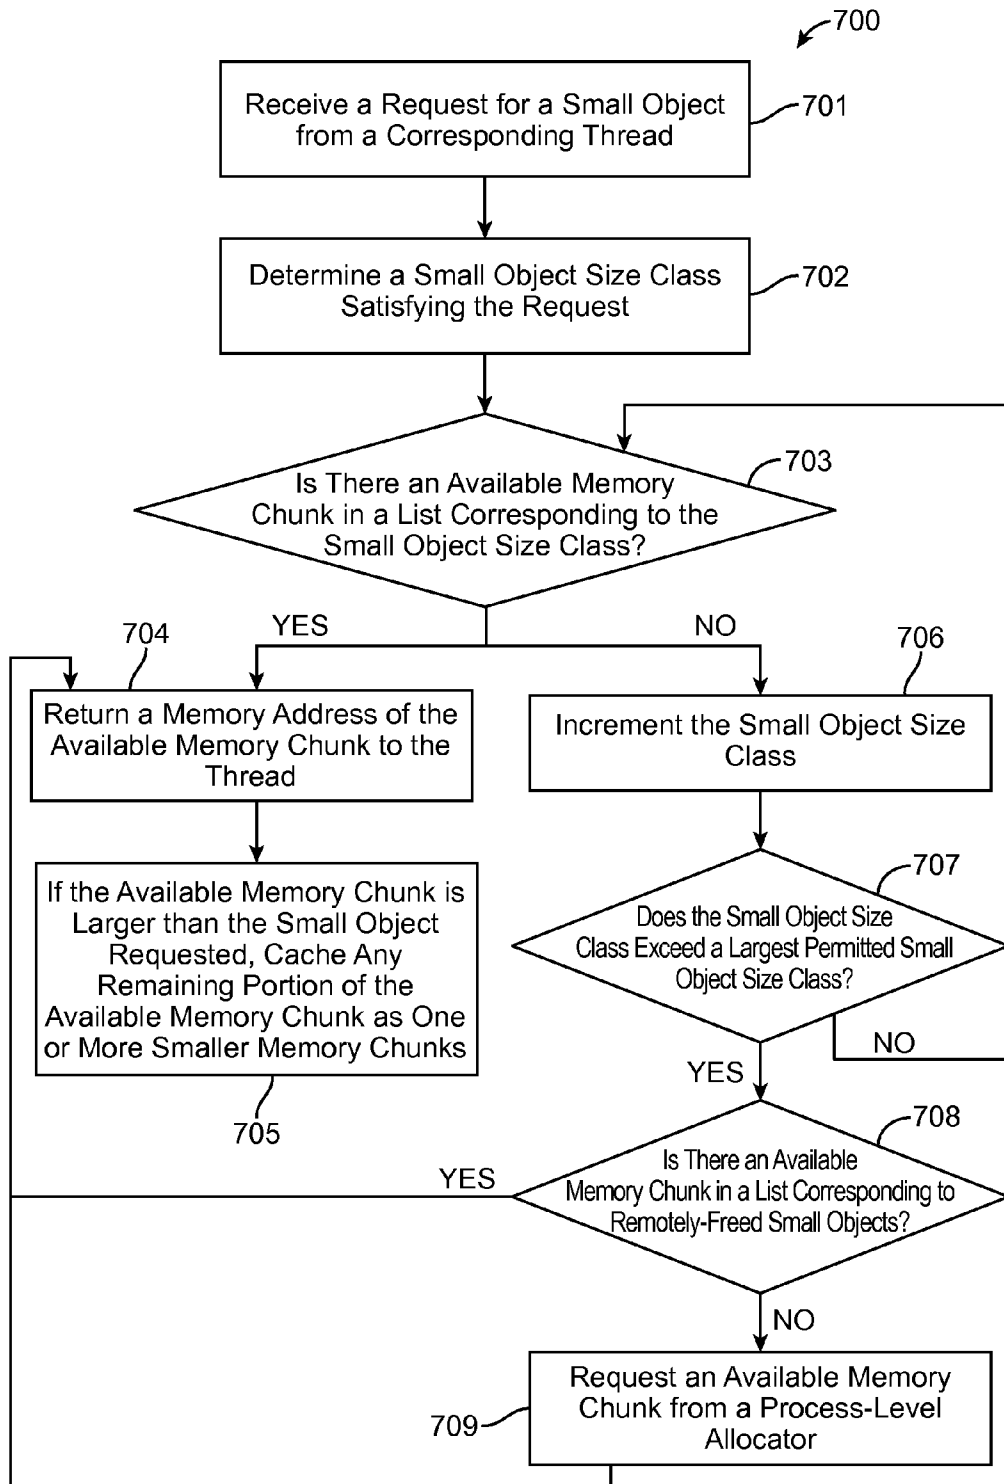 700
Receive a Request for a Small Object
from a Corresponding Thread
701
Determine a Small Object Size Class
Satisfying the Request
702
703
Is There an Available Memory
Chunk in a List Corresponding to the
Small Object Size Class?
YES
NO
704
706
Return a Memory Address of the
Available Memory Chunk to the
Thread
Increment the Small Object Size
Class
If the Available Memory Chunk is
Larger than the Small Object
Requested, Cache Any
Remaining Portion of the
Available Memory Chunk as One
or More Smaller Memory Chunks
705
707
Does the Small Object Size
Class Exceed a Largest Permitted Small
Object Size Class?
NO
YES
708
Is There an Available
Memory Chunk in a List Corresponding to
Remotely-Freed Small Objects?
YES
NO
Request an Available Memory
Chunk from a Process-Level
Allocator
709